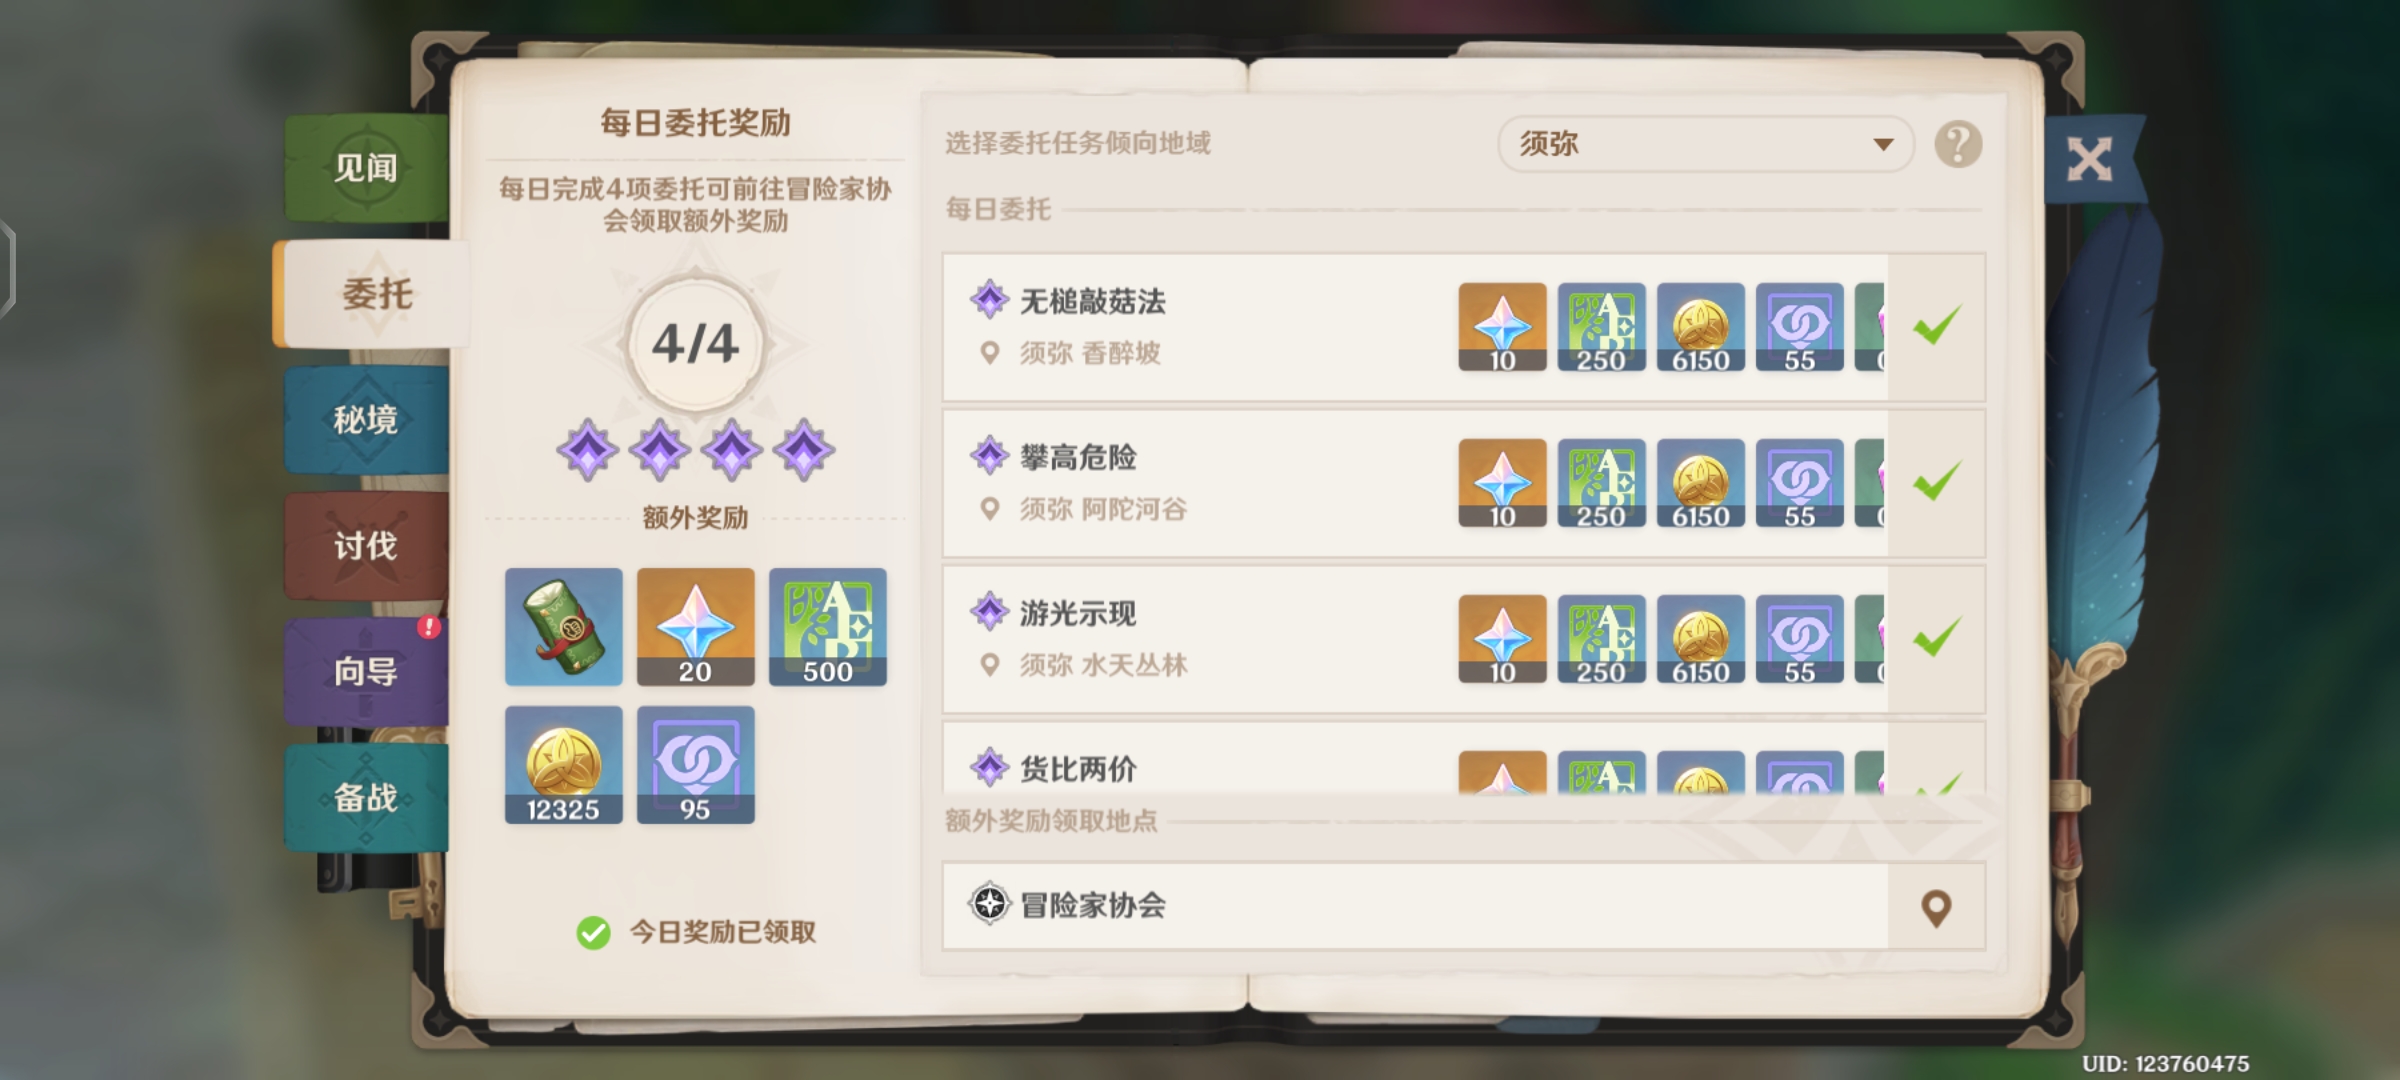 见闻
委托
秘境
讨伐
向导
备战
每日委托奖励
每日完成4项委托可前往冒险家协
会领取额外奖励
4/4
额外奖励
20
500
12325
95
今日奖励已领取
选择委托任务倾向地域
须弥
?
每日委托
无槌敲菇法
须弥 香醉坡
10
250
6150
55
攀高危险
须弥 阿陀河谷
10
250
6150
55
游光示现
须弥 水天丛林
10
250
6150
55
货比两价
额外奖励领取地点
冒险家协会
UID: 123760475